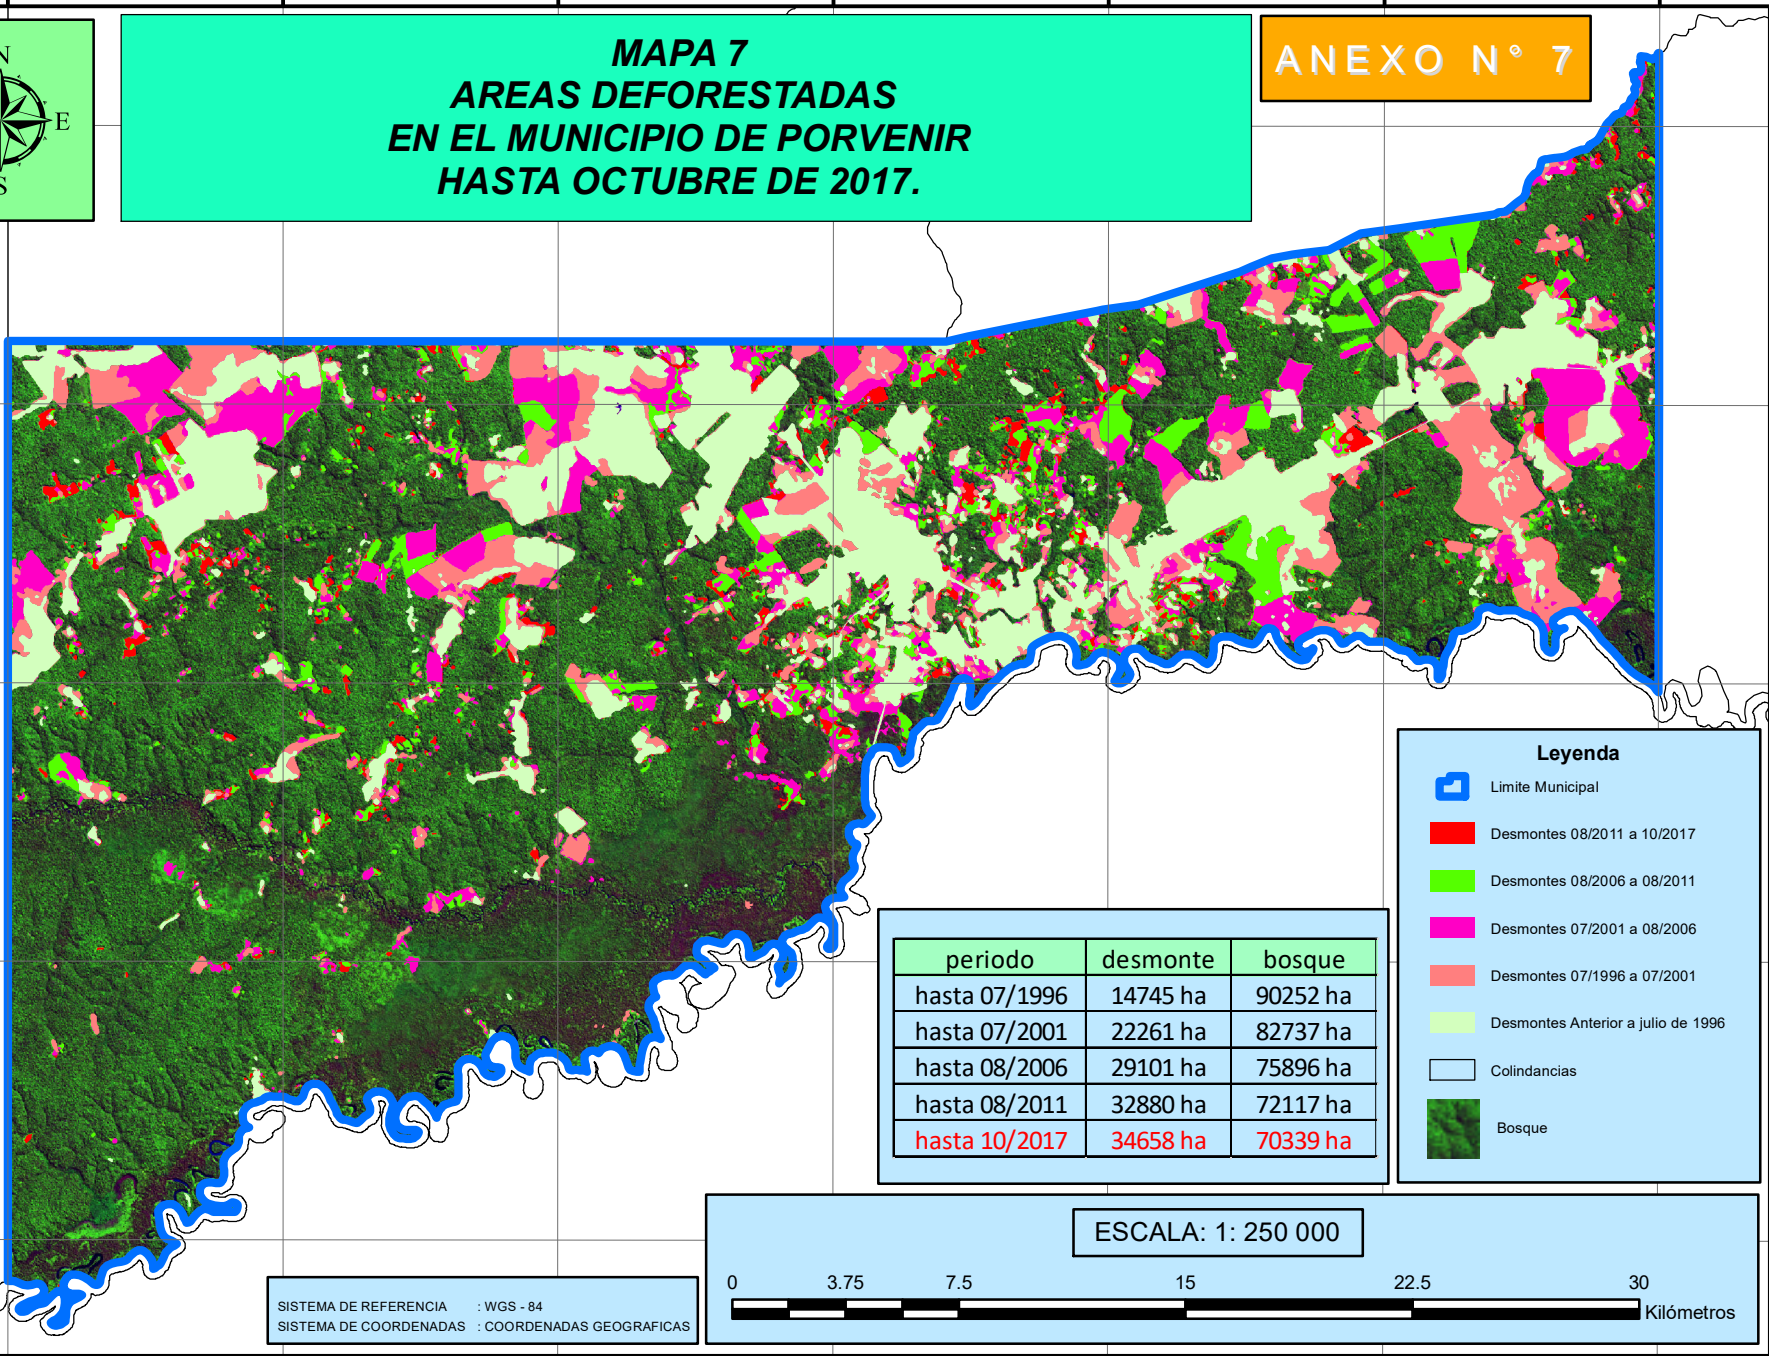 N
E
S
MAPA 7
AREAS DEFORESTADAS
EN EL MUNICIPIO DE PORVENIR
HASTA OCTUBRE DE 2017.
ANEXO N° 7
Leyenda
Limite Municipal
Desmontes 08/2011 a 10/2017
Desmontes 08/2006 a 08/2011
Desmontes 07/2001 a 08/2006
Desmontes 07/1996 a 07/2001
Desmontes Anterior a julio de 1996
Colindancias
Bosque
periodo desmonte bosque
hasta 07/1996 14745 ha 90252 ha
hasta 07/2001 22261 ha 82737 ha
hasta 08/2006 29101 ha 75896 ha
hasta 08/2011 32880 ha 72117 ha
hasta 10/2017 34658 ha 70339 ha
ESCALA: 1: 250 000
0 3.75 7.5 15 22.5 30
Kilómetros
SISTEMA DE REFERENCIA : WGS - 84
SISTEMA DE COORDENADAS : COORDENADAS GEOGRAFICAS